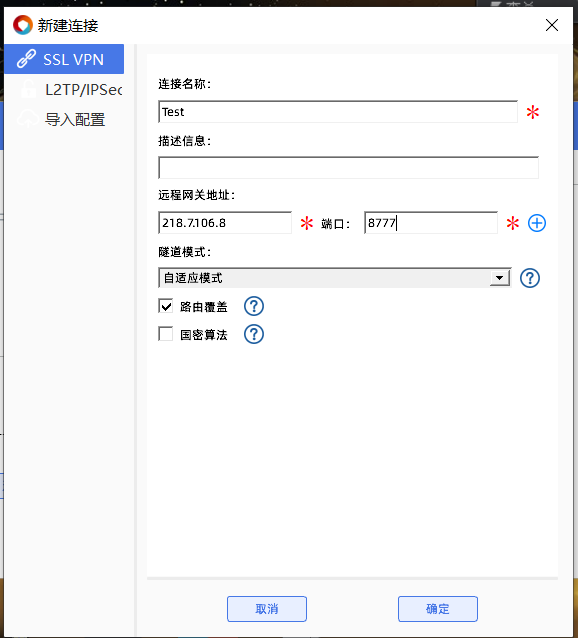 新建连接
SSL VPN
L2TP/IPSec
导入配置
连接名称：
Test
描述信息：
远程网关地址：
218.7.106.8
端口：
8777
隧道模式：
自适应模式
路由覆盖
国密算法
取消
确定